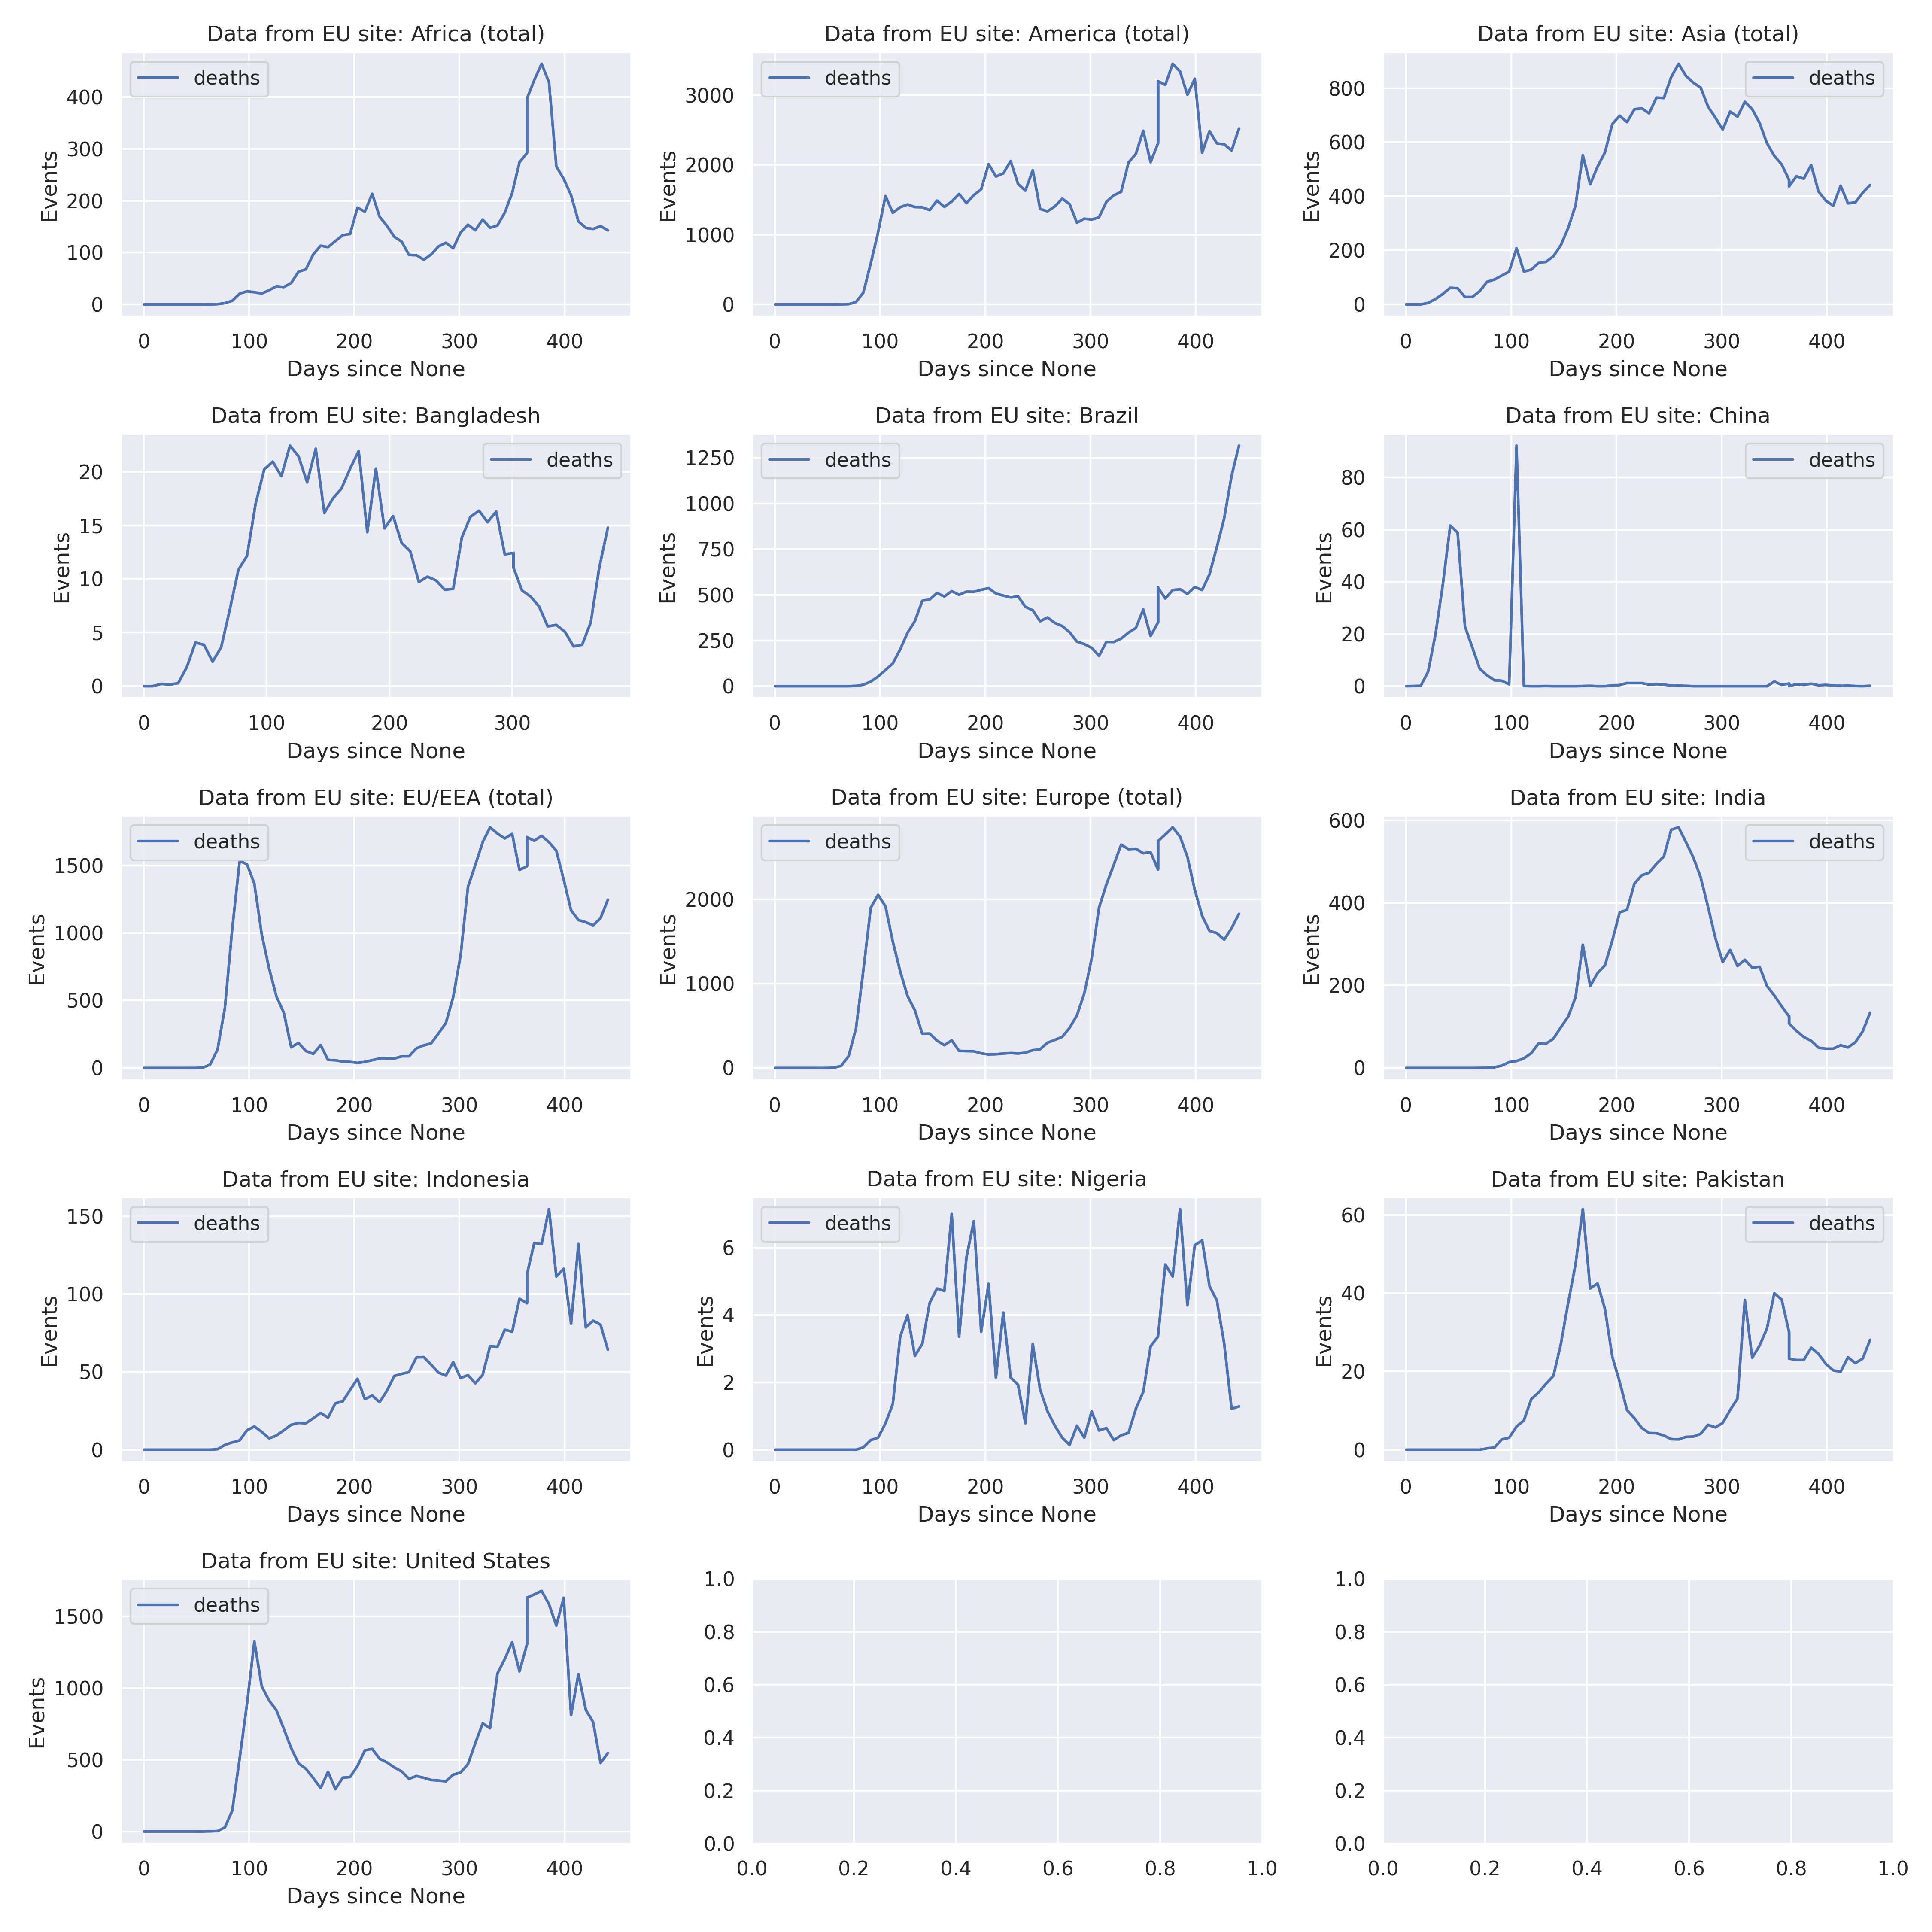 Data from EU site: Africa (total)
deaths
Events
400
300
200
100
0
0 100 200 300 400
Days since None
Data from EU site: America (total)
deaths
Events
3000
2000
1000
0
0 100 200 300 400
Days since None
Data from EU site: Asia (total)
deaths
Events
800
600
400
200
0
0 100 200 300 400
Days since None
Data from EU site: Bangladesh
deaths
Events
20
15
10
5
0
0 100 200 300
Days since None
Data from EU site: Brazil
deaths
Events
1250
1000
750
500
250
0
0 100 200 300 400
Days since None
Data from EU site: China
deaths
Events
80
60
40
20
0
0 100 200 300 400
Days since None
Data from EU site: EU/EEA (total)
deaths
Events
1500
1000
500
0
0 100 200 300 400
Days since None
Data from EU site: Europe (total)
deaths
Events
2000
1000
0
0 100 200 300 400
Days since None
Data from EU site: India
deaths
Events
600
400
200
0
0 100 200 300 400
Days since None
Data from EU site: Indonesia
deaths
Events
150
100
50
0
0 100 200 300 400
Days since None
Data from EU site: Nigeria
deaths
Events
6
4
2
0
0 100 200 300 400
Days since None
Data from EU site: Pakistan
deaths
Events
60
40
20
0
0 100 200 300 400
Days since None
Data from EU site: United States
deaths
Events
1500
1000
500
0
0 100 200 300 400
Days since None
1.0
0.8
0.6
0.4
0.2
0.0
0.0 0.2 0.4 0.6 0.8 1.0
1.0
0.8
0.6
0.4
0.2
0.0
0.0 0.2 0.4 0.6 0.8 1.0